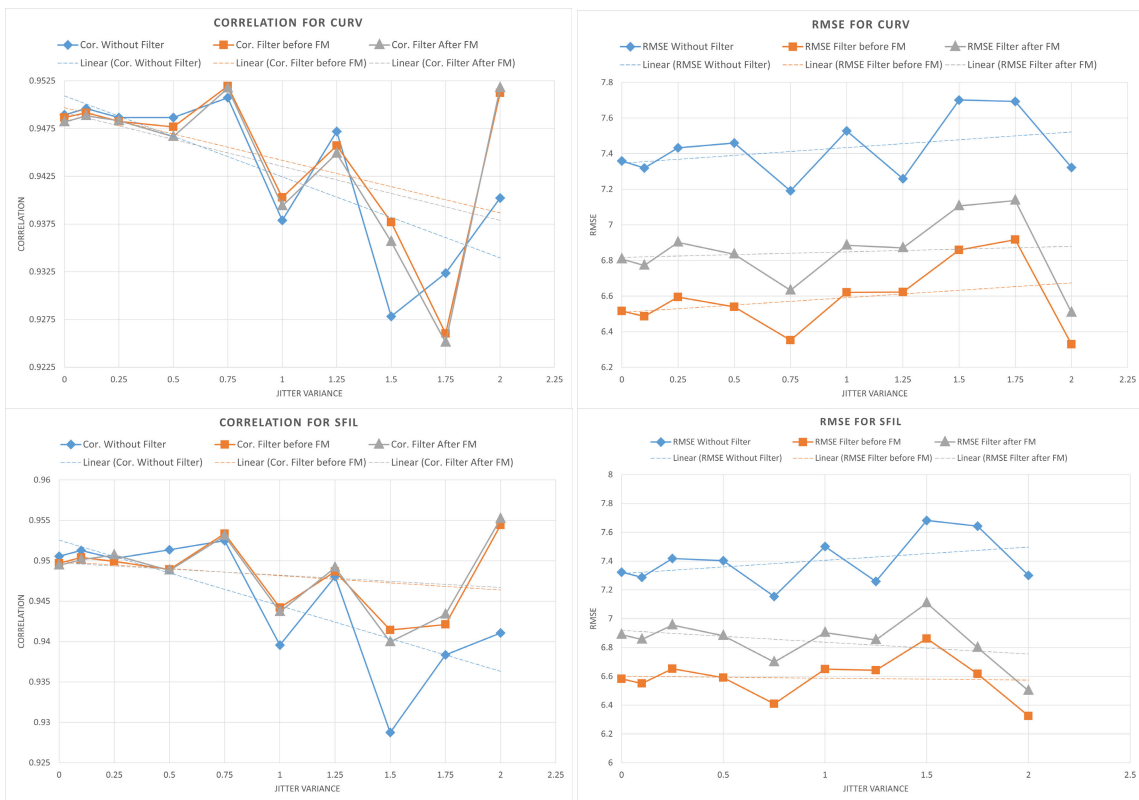 CORRELATION FOR CURV
Cor. Without Filter
Cor. Filter before FM
Cor. Filter After FM
Linear (Cor. Without Filter)
Linear (Cor. Filter before FM)
Linear (Cor. Filter After FM)
0.9525
0.9475
0.9425
0.9375
0.9325
0.9275
0.9225
CORRELATION
0 0.25 0.5 0.75 1 1.25 1.5 1.75 2 2.25
JITTER VARIANCE
RMSE FOR CURV
RMSE Without Filter
RMSE Filter before FM
RMSE Filter after FM
Linear (RMSE Without Filter)
Linear (RMSE Filter before FM)
Linear (RMSE Filter after FM)
7.8
7.6
7.4
7.2
7
6.8
6.6
6.4
6.2
RMSE
0 0.25 0.5 0.75 1 1.25 1.5 1.75 2 2.25
JITTER VARIANCE
CORRELATION FOR SFIL
Cor. Without Filter
Cor. Filter before FM
Cor. Filter After FM
Linear (Cor. Without Filter)
Linear (Cor. Filter before FM)
Linear (Cor. Filter After FM)
0.96
0.955
0.95
0.945
0.94
0.935
0.93
0.925
CORRELATION
0 0.25 0.5 0.75 1 1.25 1.5 1.75 2 2.25
JITTER VARIANCE
RMSE FOR SFIL
RMSE Without Filter
RMSE Filter before FM
RMSE Filter after FM
Linear (RMSE Without Filter)
Linear (RMSE Filter before FM)
Linear (RMSE Filter after FM)
8
7.8
7.6
7.4
7.2
7
6.8
6.6
6.4
6.2
6
RMSE
0 0.5 1 1.5 2 2.5
JITTER VARIANCE